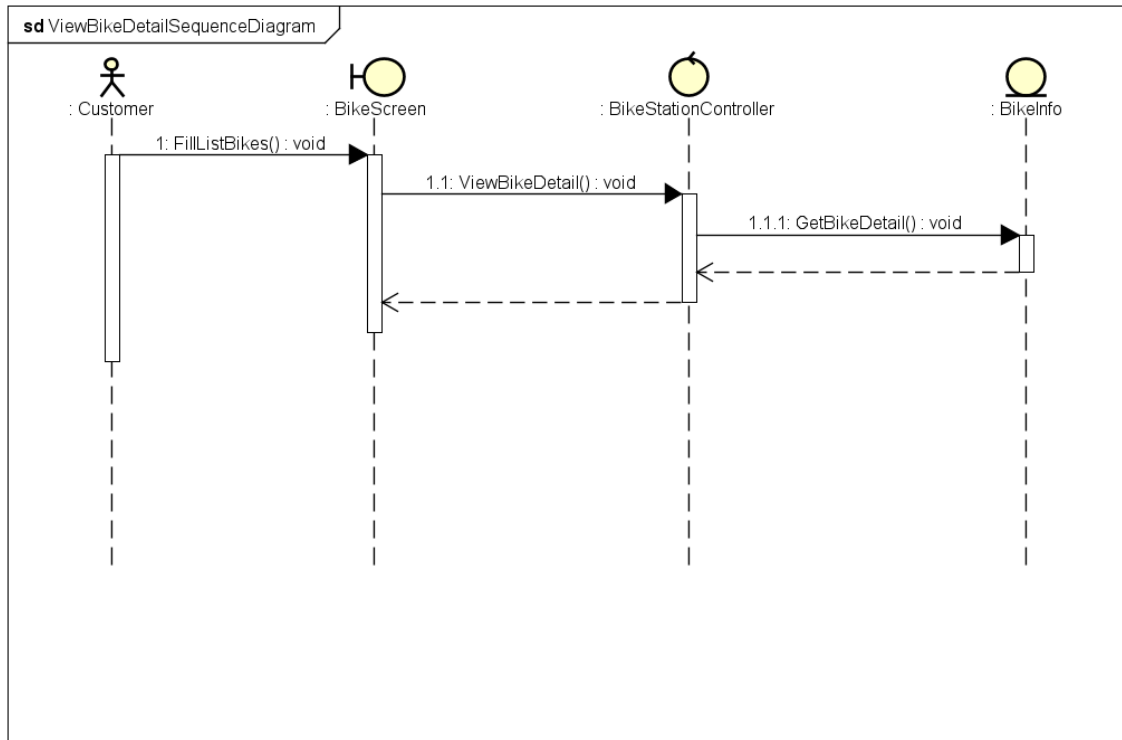 sd ViewBikeDetailSequenceDiagram
: Customer
: BikeScreen
: BikeStationController
: BikeInfo
1: FillListBikes() : void
1.1: ViewBikeDetail() : void
1.1.1: GetBikeDetail() : void